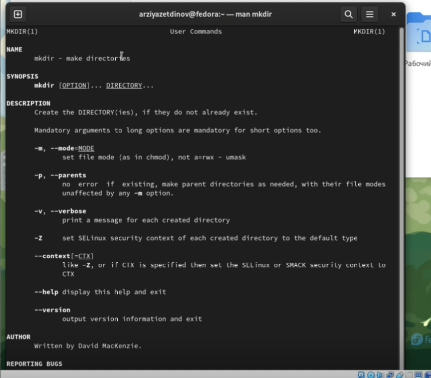 arziyazetdinov@fedora:~ — man mkdir
MKDIR(1) User Commands MKDIR(1)
NAME
mkdir - make directories
SYNOPSIS
mkdir [OPTION]... DIRECTORY...
DESCRIPTION
Create the DIRECTORY(ies), if they do not already exist.
Mandatory arguments to long options are mandatory for short options too.
-m, --mode=MODE
set file mode (as in chmod), not a=rwx - umask
-p, --parents
no error if existing, make parent directories as needed, with their file modes
unaffected by any -m option.
-v, --verbose
print a message for each created directory
-Z set SELinux security context of each created directory to the default type
--context[=CTX]
like -Z, or if CTX is specified then set the SELinux or SMACK security context to
CTX
--help display this help and exit
--version
output version information and exit
AUTHOR
Written by David MacKenzie.
REPORTING BUGS
Рабочий